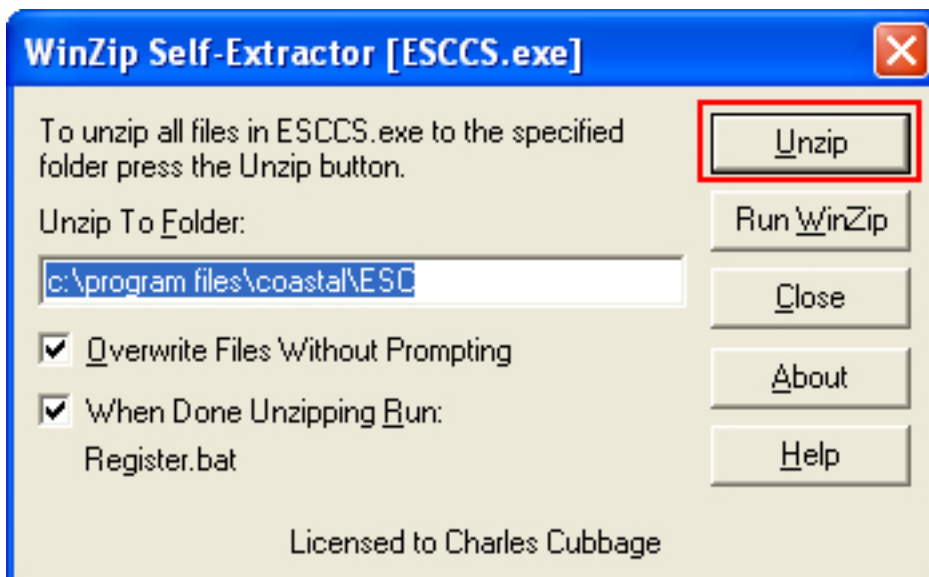 WinZip Self-Extractor [ESCCS.exe]
To unzip all files in ESCCS.exe to the specified
folder press the Unzip button.
Unzip To Folder:
c:\program files\coastal\ESC
Overwrite Files Without Prompting
When Done Unzipping Run:
Register.bat
Unzip
Run WinZip
Close
About
Help
Licensed to Charles Cubbage